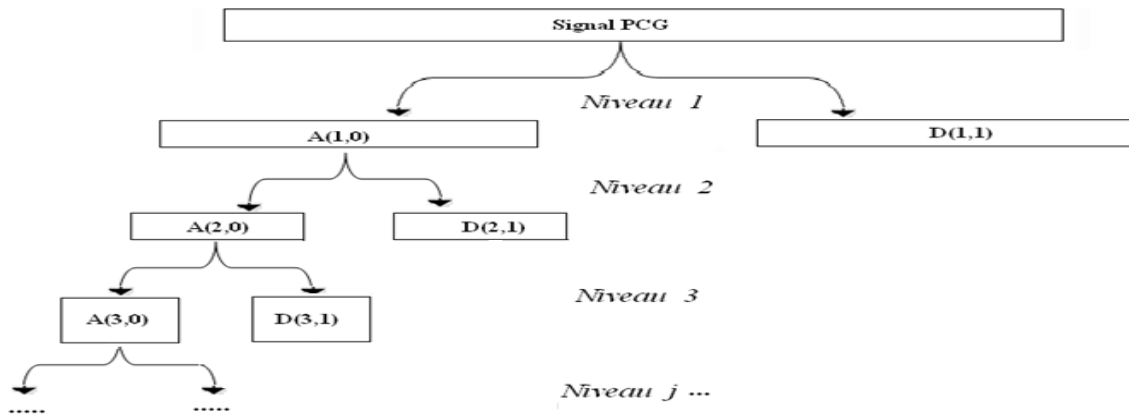 Signal PCG
Niveau 1
A(1,0)
D(1,1)
Niveau 2
A(2,0)
D(2,1)
Niveau 3
A(3,0)
D(3,1)
Niveau j ...
.....
.....